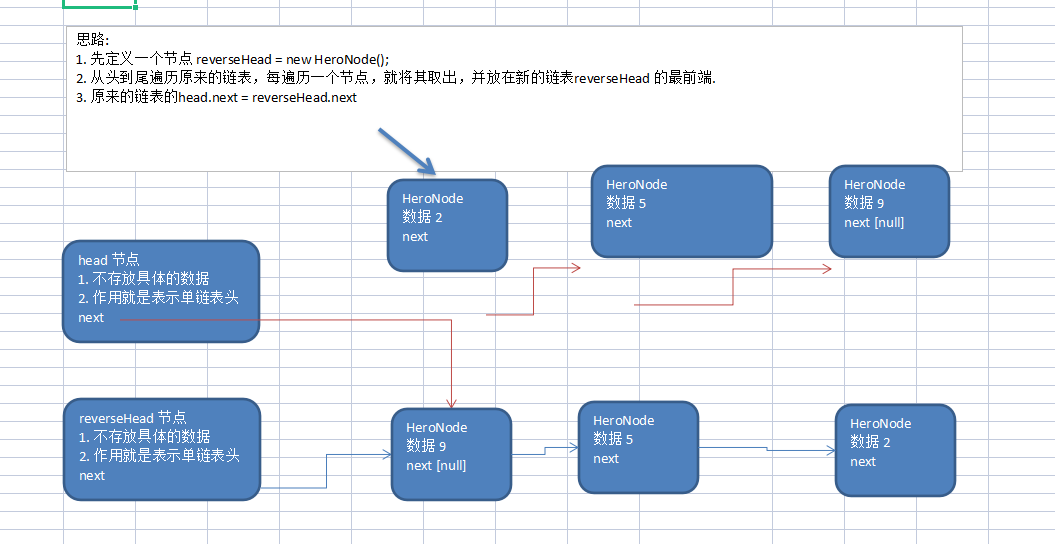 思路:
1. 先定义一个节点 reverseHead = new HeroNode();
2. 从头到尾遍历原来的链表，每遍历一个节点，就将其取出，并放在新的链表reverseHead 的最前端.
3. 原来的链表的head.next = reverseHead.next
HeroNode
数据 2
next
HeroNode
数据 5
next
HeroNode
数据 9
next [null]
head 节点
1. 不存放具体的数据
2. 作用就是表示单链表头
next
reverseHead 节点
1. 不存放具体的数据
2. 作用就是表示单链表头
next
HeroNode
数据 9
next [null]
HeroNode
数据 5
next
HeroNode
数据 2
next